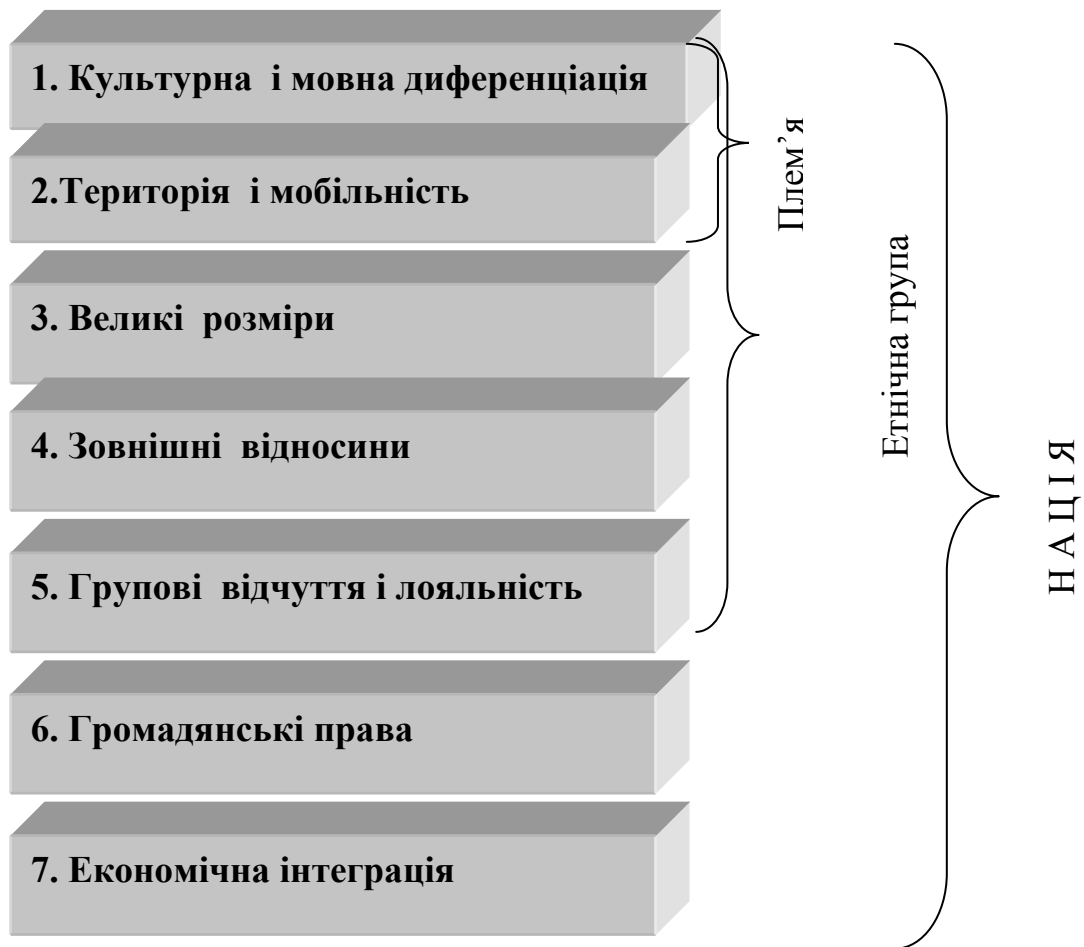 1. Культурна і мовна диференціація
2.Територія і мобільність
3. Великі розміри
4. Зовнішні відносини
5. Групові відчуття і лояльність
6. Громадянські права
7. Економічна інтеграція
Плем’я
Етнічна група
Н А Ц І Я